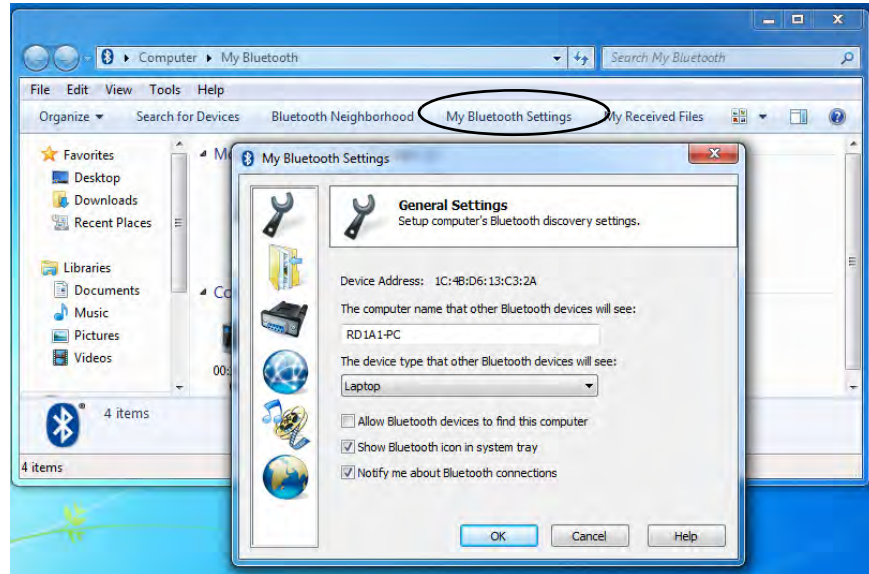 Computer ▸ My Bluetooth
Search My Bluetooth
File Edit View Tools Help
Organize Search for Devices Bluetooth Neighborhood My Bluetooth Settings My Received Files
Favorites
Desktop
Downloads
Recent Places
Libraries
Documents
Music
Pictures
Videos
4 items
4 items
My Bluetooth Settings
General Settings
Setup computer's Bluetooth discovery settings.
Device Address: 1C:4B:D6:13:C3:2A
The computer name that other Bluetooth devices will see:
RD1A1-PC
The device type that other Bluetooth devices will see:
Laptop
Allow Bluetooth devices to find this computer
Show Bluetooth icon in system tray
Notify me about Bluetooth connections
OK Cancel Help